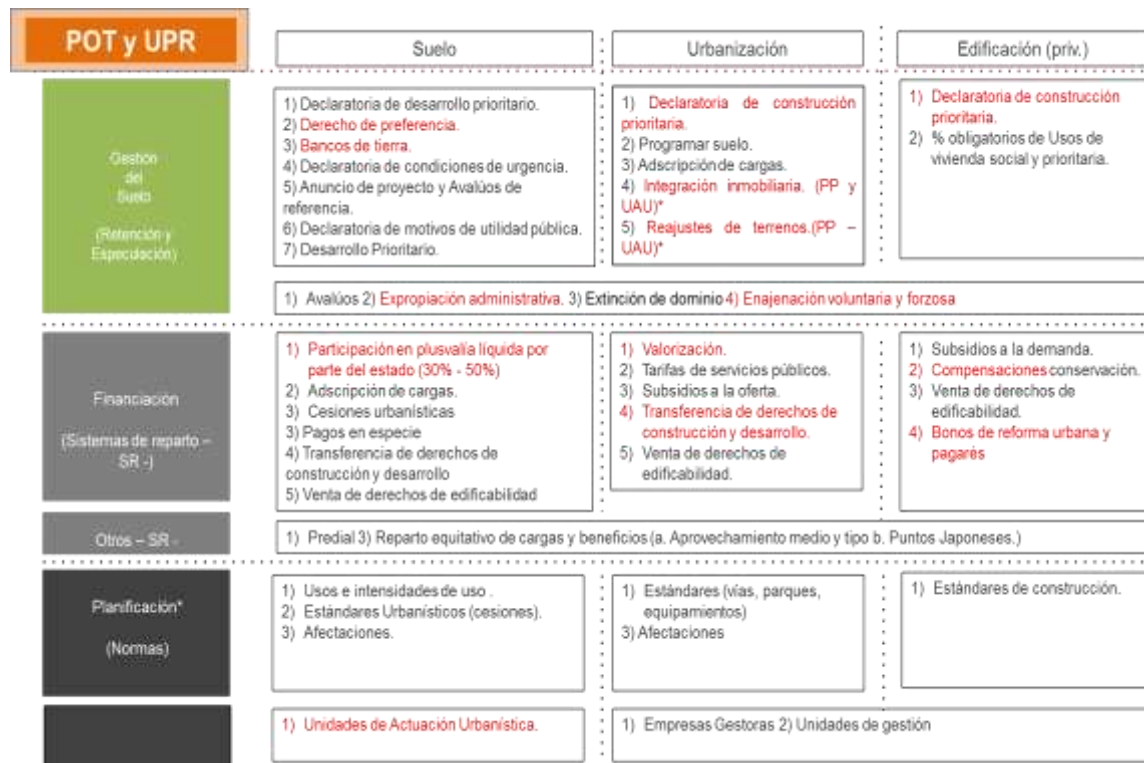 POT y UPR
Suelo
Urbanización
Edificación (priv.)
Gestión
del
Suelo
(Retención y
Especulación)
1) Declaratoria de desarrollo prioritario.
2) Derecho de preferencia.
3) Bancos de tierra.
4) Declaratoria de condiciones de urgencia.
5) Anuncio de proyecto y Avalúos de
referencia.
6) Declaratoria de motivos de utilidad pública.
7) Desarrollo Prioritario.
1) Declaratoria de construcción
prioritaria.
2) Programar suelo.
3) Adscripción de cargas.
4) Integración inmobiliaria. (PP y
UAU)*
5) Reajustes de terrenos.(PP –
UAU)*
1) Declaratoria de construcción
prioritaria.
2) % obligatorios de Usos de
vivienda social y prioritaria.
1) Avalúos 2) Expropiación administrativa. 3) Extinción de dominio 4) Enajenación voluntaria y forzosa
Financiación
(Sistemas de reparto –
SR -)
1) Participación en plusvalía líquida por
parte del estado (30% - 50%)
2) Adscripción de cargas.
3) Cesiones urbanísticas
3) Pagos en especie
4) Transferencia de derechos de
construcción y desarrollo
5) Venta de derechos de edificabilidad
1) Valorización.
2) Tarifas de servicios públicos.
3) Subsidios a la oferta.
4) Transferencia de derechos de
construcción y desarrollo.
5) Venta de derechos de
edificabilidad.
1) Subsidios a la demanda.
2) Compensaciones conservación.
3) Venta de derechos de
edificabilidad.
4) Bonos de reforma urbana y
pagarés
Otros – SR -
1) Predial 3) Reparto equitativo de cargas y beneficios (a. Aprovechamiento medio y tipo b. Puntos Japoneses.)
Planificación*
(Normas)
1) Usos e intensidades de uso .
2) Estándares Urbanísticos (cesiones).
3) Afectaciones.
1) Estándares (vías, parques,
equipamientos)
3) Afectaciones
1) Estándares de construcción.
1) Unidades de Actuación Urbanística.
1) Empresas Gestoras 2) Unidades de gestión